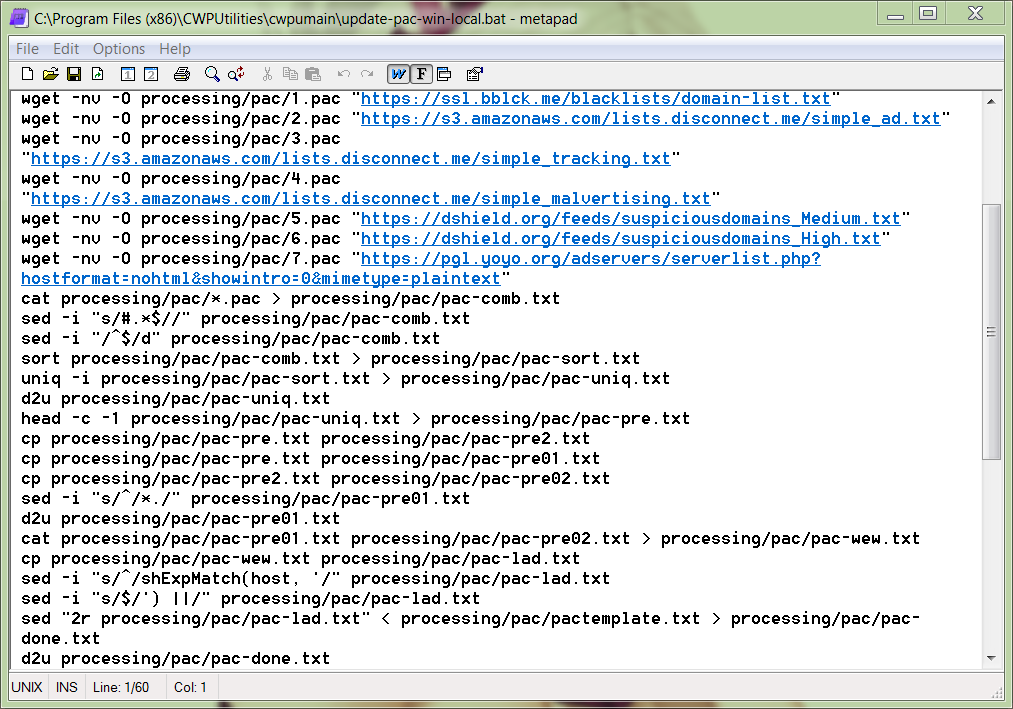 C:\Program Files (x86)\CWPUtilities\cwpumain\update-pac-win-local.bat - metapad
File Edit Options Help
1 2 W F
wget -nv -O processing/pac/1.pac "https://ssl.bblck.me/blacklists/domain-list.txt"
wget -nv -O processing/pac/2.pac "https://s3.amazonaws.com/lists.disconnect.me/simple_ad.txt"
wget -nv -O processing/pac/3.pac
"https://s3.amazonaws.com/lists.disconnect.me/simple_tracking.txt"
wget -nv -O processing/pac/4.pac
"https://s3.amazonaws.com/lists.disconnect.me/simple_malvertising.txt"
wget -nv -O processing/pac/5.pac "https://dshield.org/feeds/suspiciousdomains_Medium.txt"
wget -nv -O processing/pac/6.pac "https://dshield.org/feeds/suspiciousdomains_High.txt"
wget -nv -O processing/pac/7.pac "https://pgl.yoyo.org/adservers/serverlist.php?
hostformat=nohtml&showintro=0&mimetype=plaintext"
cat processing/pac/*.pac > processing/pac/pac-comb.txt
sed -i "s/#.*$//" processing/pac/pac-comb.txt
sed -i "/^$/d" processing/pac/pac-comb.txt
sort processing/pac/pac-comb.txt > processing/pac/pac-sort.txt
uniq -i processing/pac/pac-sort.txt > processing/pac/pac-uniq.txt
d2u processing/pac/pac-uniq.txt
head -c -1 processing/pac/pac-uniq.txt > processing/pac/pac-pre.txt
cp processing/pac/pac-pre.txt processing/pac/pac-pre2.txt
cp processing/pac/pac-pre.txt processing/pac/pac-pre01.txt
cp processing/pac/pac-pre2.txt processing/pac/pac-pre02.txt
sed -i "s/^/*./" processing/pac/pac-pre01.txt
d2u processing/pac/pac-pre01.txt
cat processing/pac/pac-pre01.txt processing/pac/pac-pre02.txt > processing/pac/pac-wew.txt
cp processing/pac/pac-wew.txt processing/pac/pac-lad.txt
sed -i "s/^/shExpMatch(host, '/" processing/pac/pac-lad.txt
sed -i "s/$/') ||/" processing/pac/pac-lad.txt
sed "2r processing/pac/pac-lad.txt" < processing/pac/pactemplate.txt > processing/pac/pac-
done.txt
d2u processing/pac/pac-done.txt
UNIX INS Line: 1/60 Col: 1